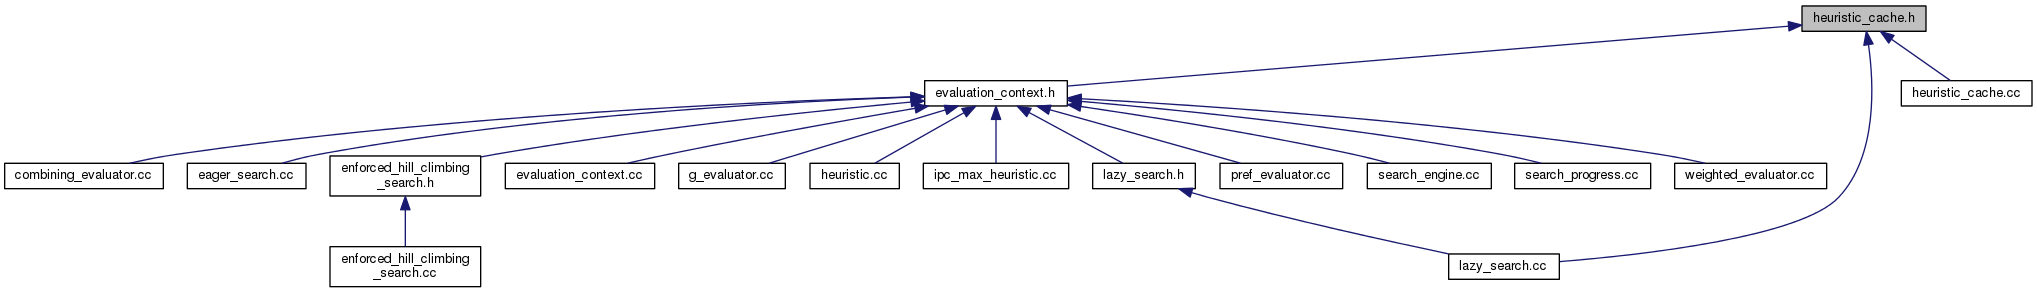 heuristic_cache.h
evaluation_context.h
heuristic_cache.cc
combining_evaluator.cc
eager_search.cc
enforced_hill_climbing
_search.h
evaluation_context.cc
g_evaluator.cc
heuristic.cc
ipc_max_heuristic.cc
lazy_search.h
pref_evaluator.cc
search_engine.cc
search_progress.cc
weighted_evaluator.cc
enforced_hill_climbing
_search.cc
lazy_search.cc